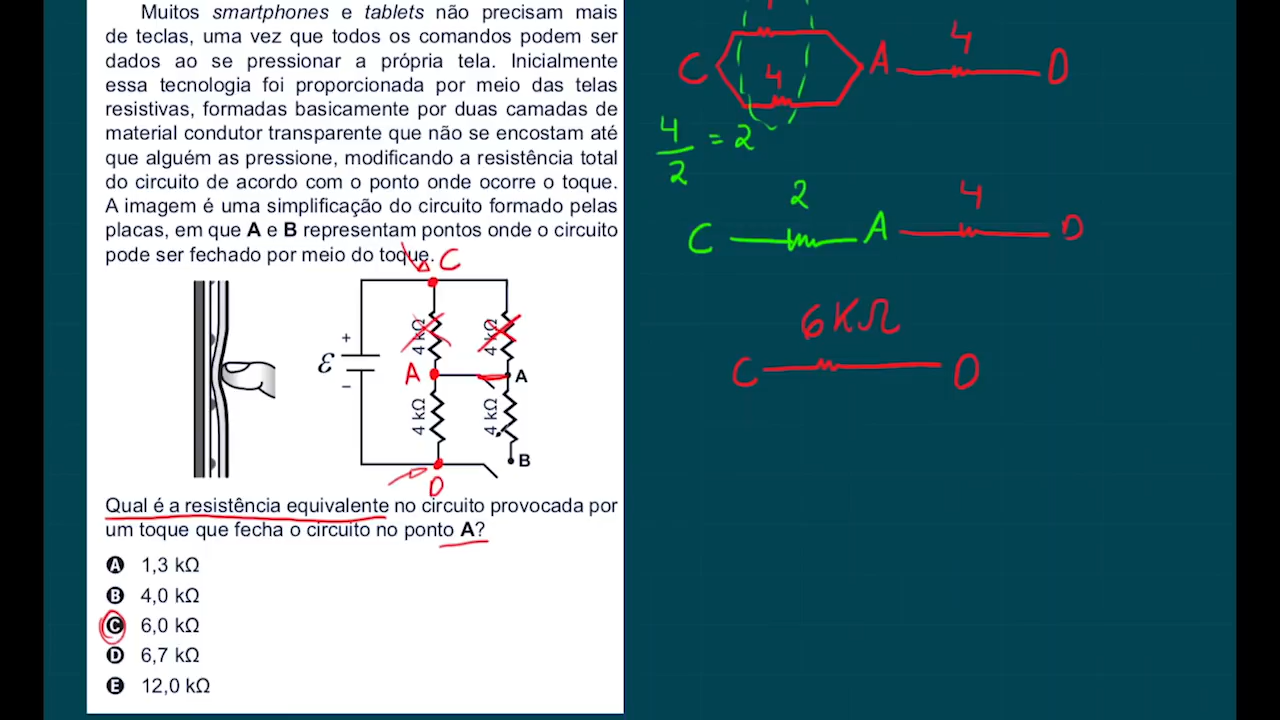 Muitos smartphones e tablets não precisam mais
de teclas, uma vez que todos os comandos podem ser
dados ao se pressionar a própria tela. Inicialmente
essa tecnologia foi proporcionada por meio das telas
resistivas, formadas basicamente por duas camadas de
material condutor transparente que não se encostam até
que alguém as pressione, modificando a resistência total
do circuito de acordo com o ponto onde ocorre o toque.
A imagem é uma simplificação do circuito formado pelas
placas, em que A e B representam pontos onde o circuito
pode ser fechado por meio do toque.
C
4 kΩ
4 kΩ
+
ε
−
A
A
4 kΩ
4 kΩ
B
D
Qual é a resistência equivalente no circuito provocada por
um toque que fecha o circuito no ponto A?
A 1,3 kΩ
B 4,0 kΩ
C 6,0 kΩ
D 6,7 kΩ
E 12,0 kΩ
C
4
A
4
D
4/2 = 2
2
4
C
A
D
6KΩ
C
D